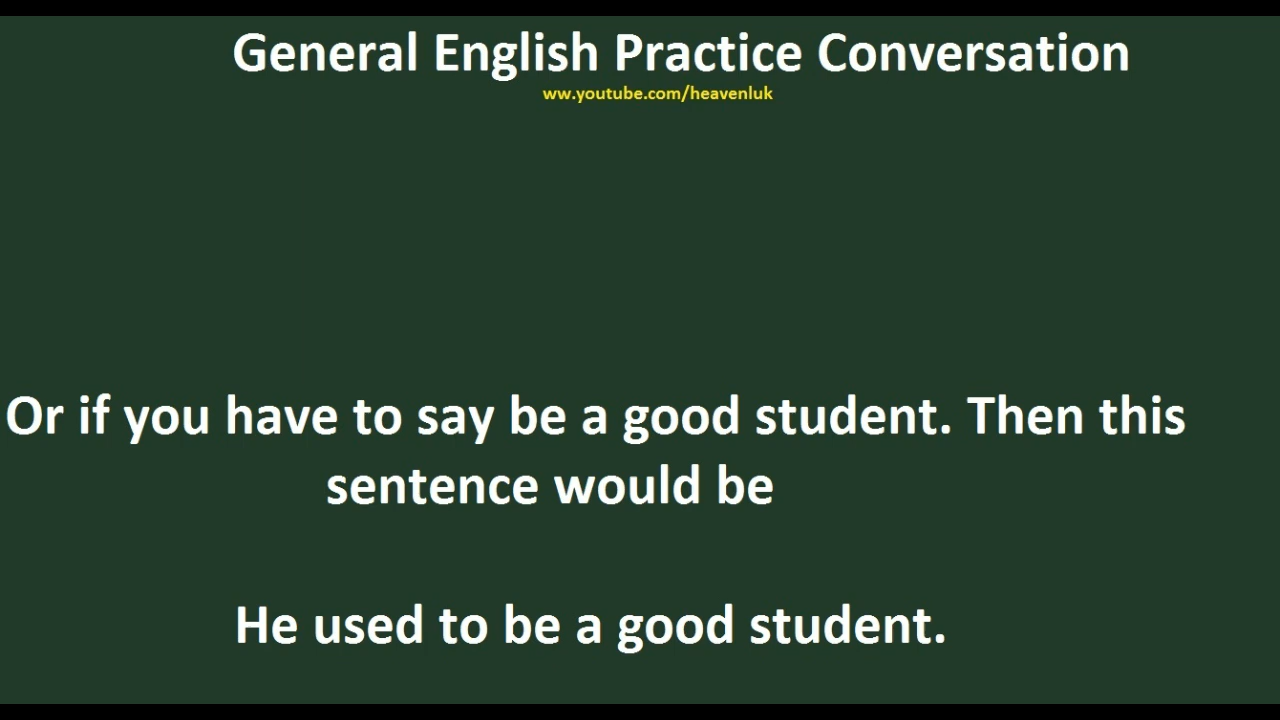 General English Practice Conversation
ww.youtube.com/heavenluk
Or if you have to say be a good student. Then this
sentence would be
He used to be a good student.